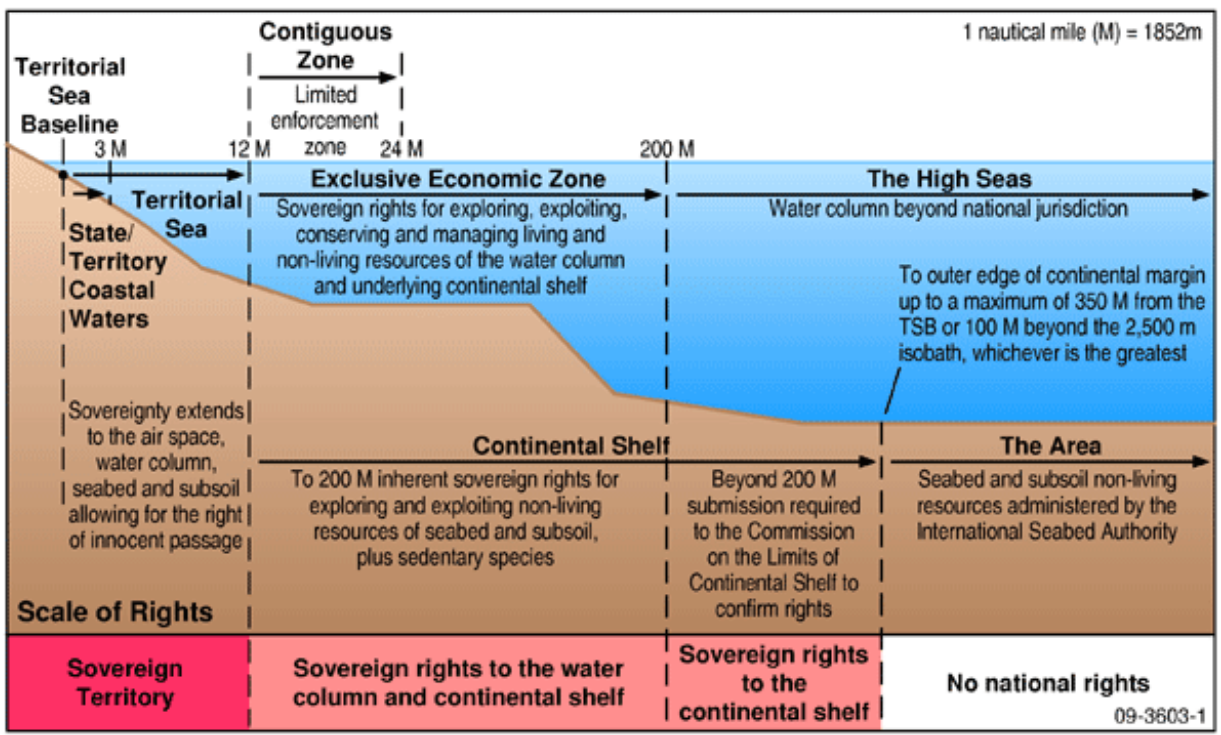 Contiguous
Zone
1 nautical mile (M) = 1852m
Territorial
Sea
Baseline
Limited
enforcement
zone
3 M
12 M
24 M
200 M
Exclusive Economic Zone
Sovereign rights for exploring, exploiting,
conserving and managing living and
non-living resources of the water column
and underlying continental shelf
The High Seas
Water column beyond national jurisdiction
Territorial
Sea
State/
Territory
Coastal
Waters
To outer edge of continental margin
up to a maximum of 350 M from the
TSB or 100 M beyond the 2,500 m
isobath, whichever is the greatest
Sovereignty extends
to the air space,
water column,
seabed and subsoil
allowing for the right
of innocent passage
Continental Shelf
To 200 M inherent sovereign rights for
exploring and exploiting non-living
resources of seabed and subsoil,
plus sedentary species
Beyond 200 M
submission required
to the Commission
on the Limits of
Continental Shelf to
confirm rights
The Area
Seabed and subsoil non-living
resources administered by the
International Seabed Authority
Scale of Rights
Sovereign
Territory
Sovereign rights to the water
column and continental shelf
Sovereign rights
to the
continental shelf
No national rights
09-3603-1